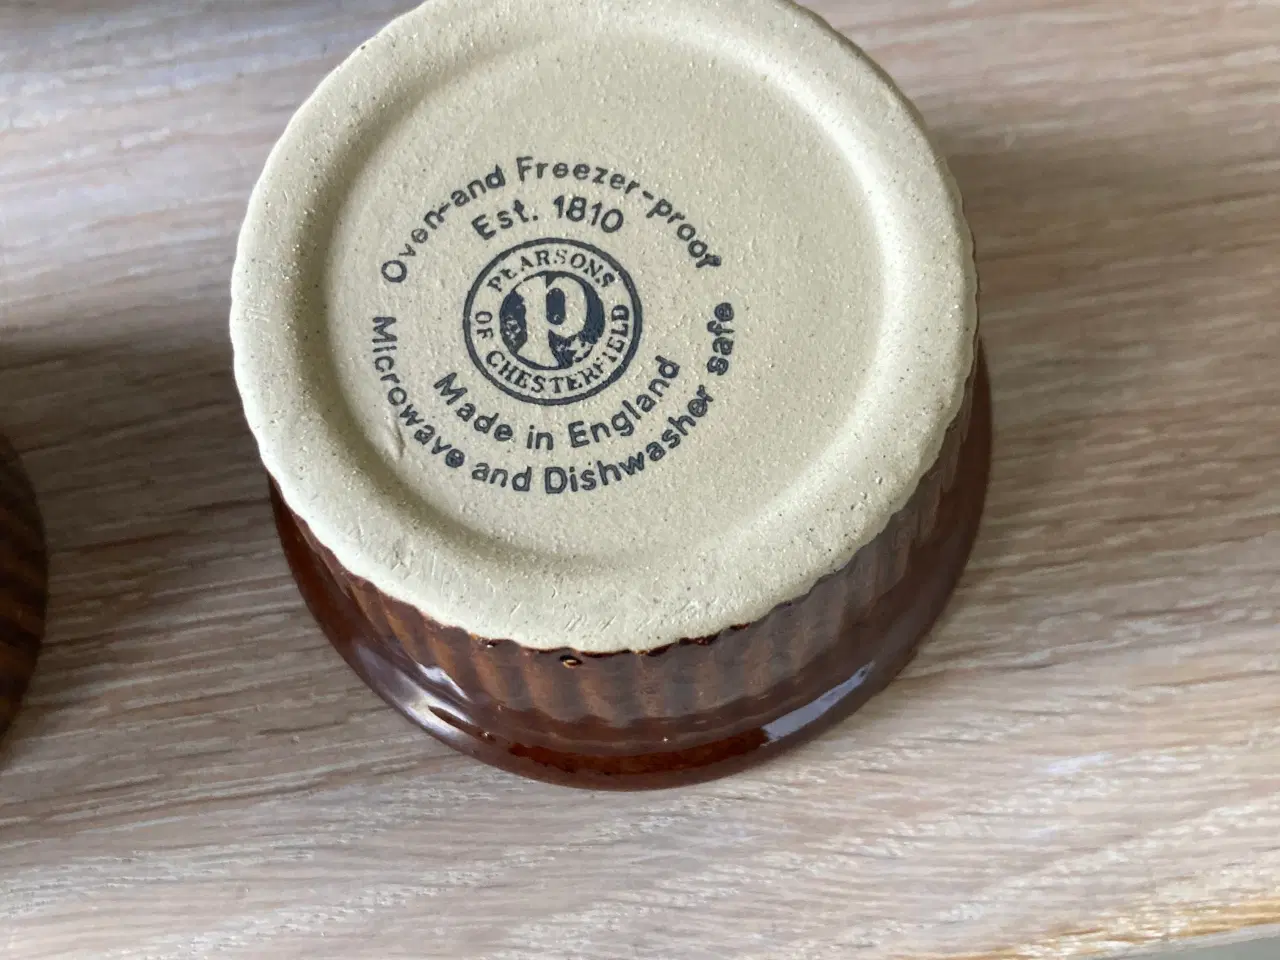 Oven-and Freezer-proof
Est. 1810
PEARSONS
P
OF CHESTERFIELD
Made in England
Microwave and Dishwasher safe